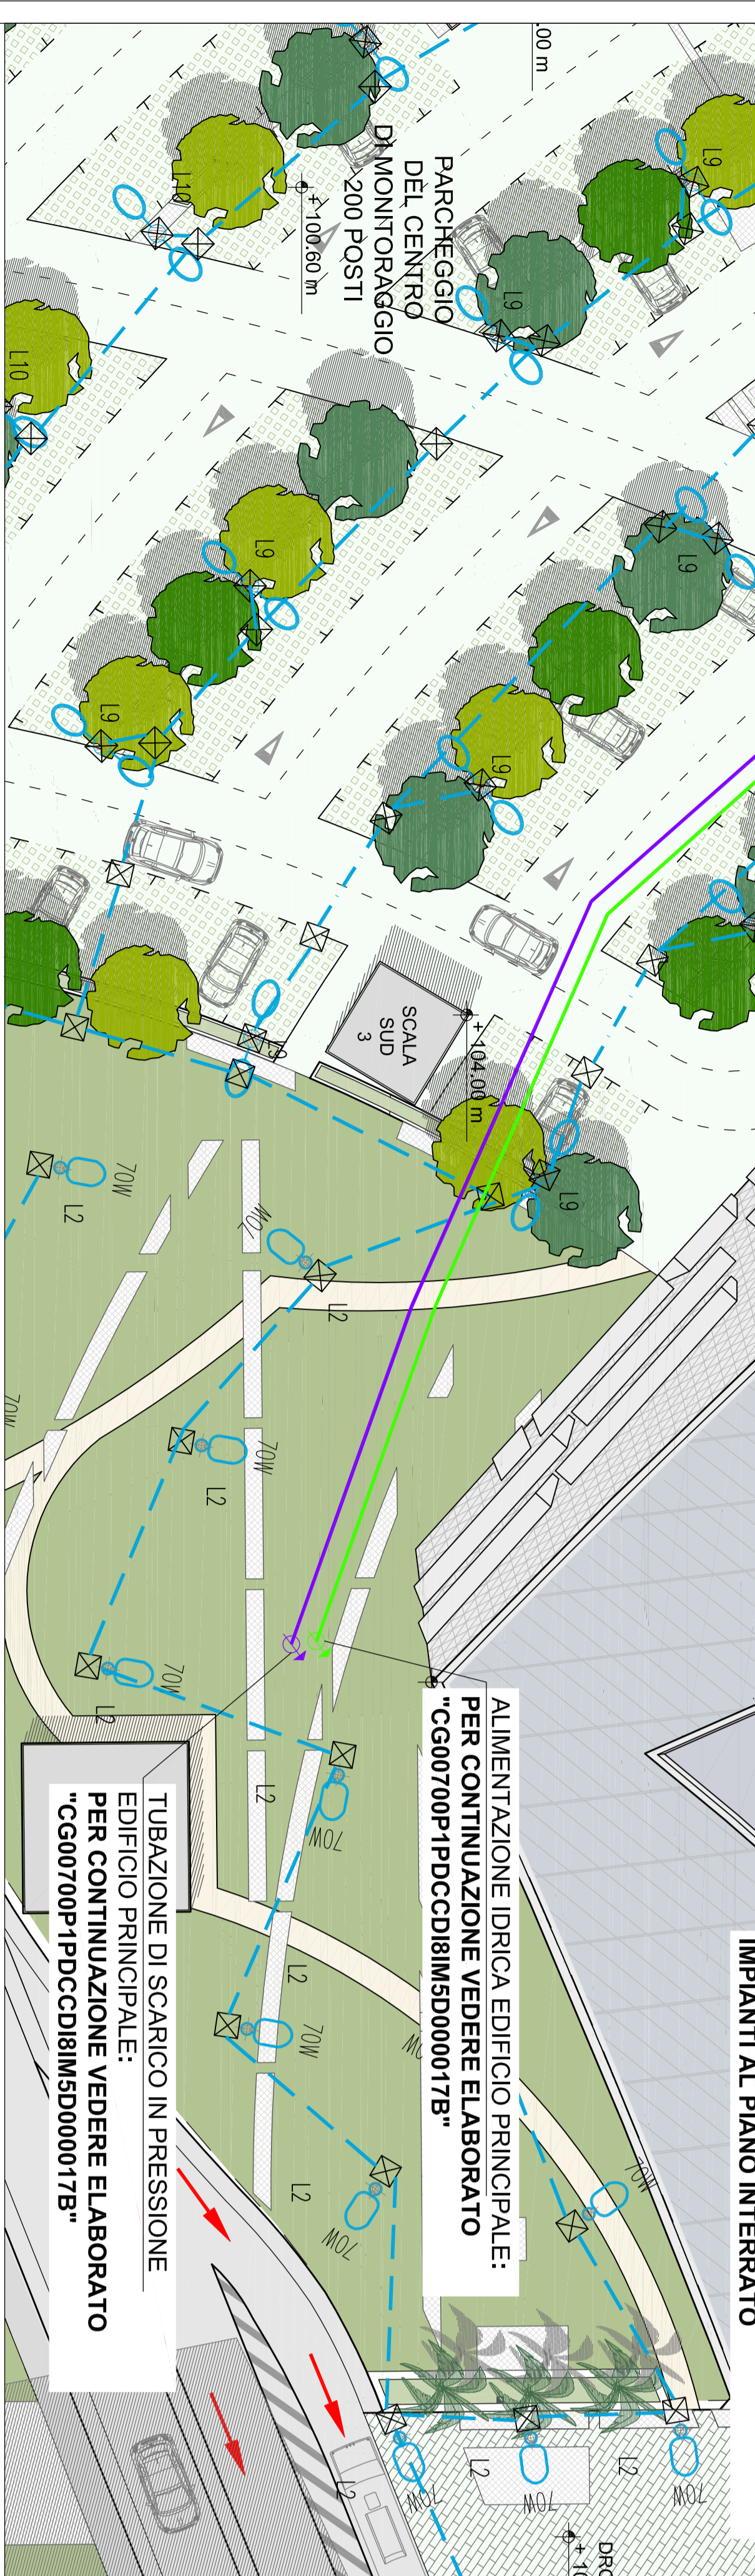 .00 m
L9
L10
PARCHEGGIO
DEL CENTRO
DI MONITORAGGIO
200 POSTI
+ 100.60 m
L9
L10
L9
L9
L9
L9
SCALA
SUD
3
+ 104.00 m
L9
L9
70W
L2
70W
L2
70W
70W
L2
70W
L2
L2
70W
ALIMENTAZIONE IDRICA EDIFICIO PRINCIPALE:
PER CONTINUAZIONE VEDERE ELABORATO
"CG00700P1PDCCDI8IM5D000017B"
TUBAZIONE DI SCARICO IN PRESSIONE
EDIFICIO PRINCIPALE:
PER CONTINUAZIONE VEDERE ELABORATO
"CG00700P1PDCCDI8IM5D000017B"
IMPIANTI AL PIANO INTERRATO
L2
70W
70W
L2
70W
L2
L2
L2
70W
70W
70W